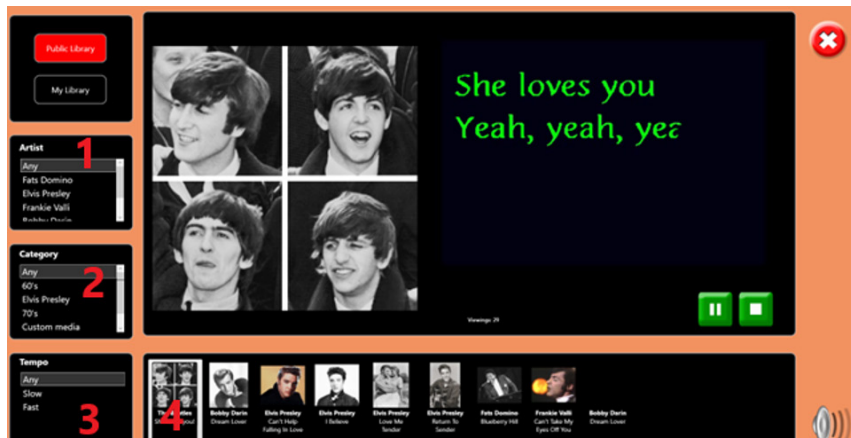 Public Library
My Library
Artist
1
Any
Fats Domino
Elvis Presley
Frankie Valli
Bobby Darin
Category
2
Any
60's
Elvis Presley
70's
Custom media
Tempo
Any
Slow
Fast
3
She loves you
Yeah, yeah, yea
Viewings: 29
4
The Beatles
Bobby Darin
Dream Lover
Elvis Presley
Can't Help
Falling In Love
Elvis Presley
I Believe
Elvis Presley
Love Me
Tender
Elvis Presley
Return To
Sender
Fats Domino
Blueberry Hill
Frankie Valli
Can't Take My
Eyes Off You
Bobby Darin
Dream Lover